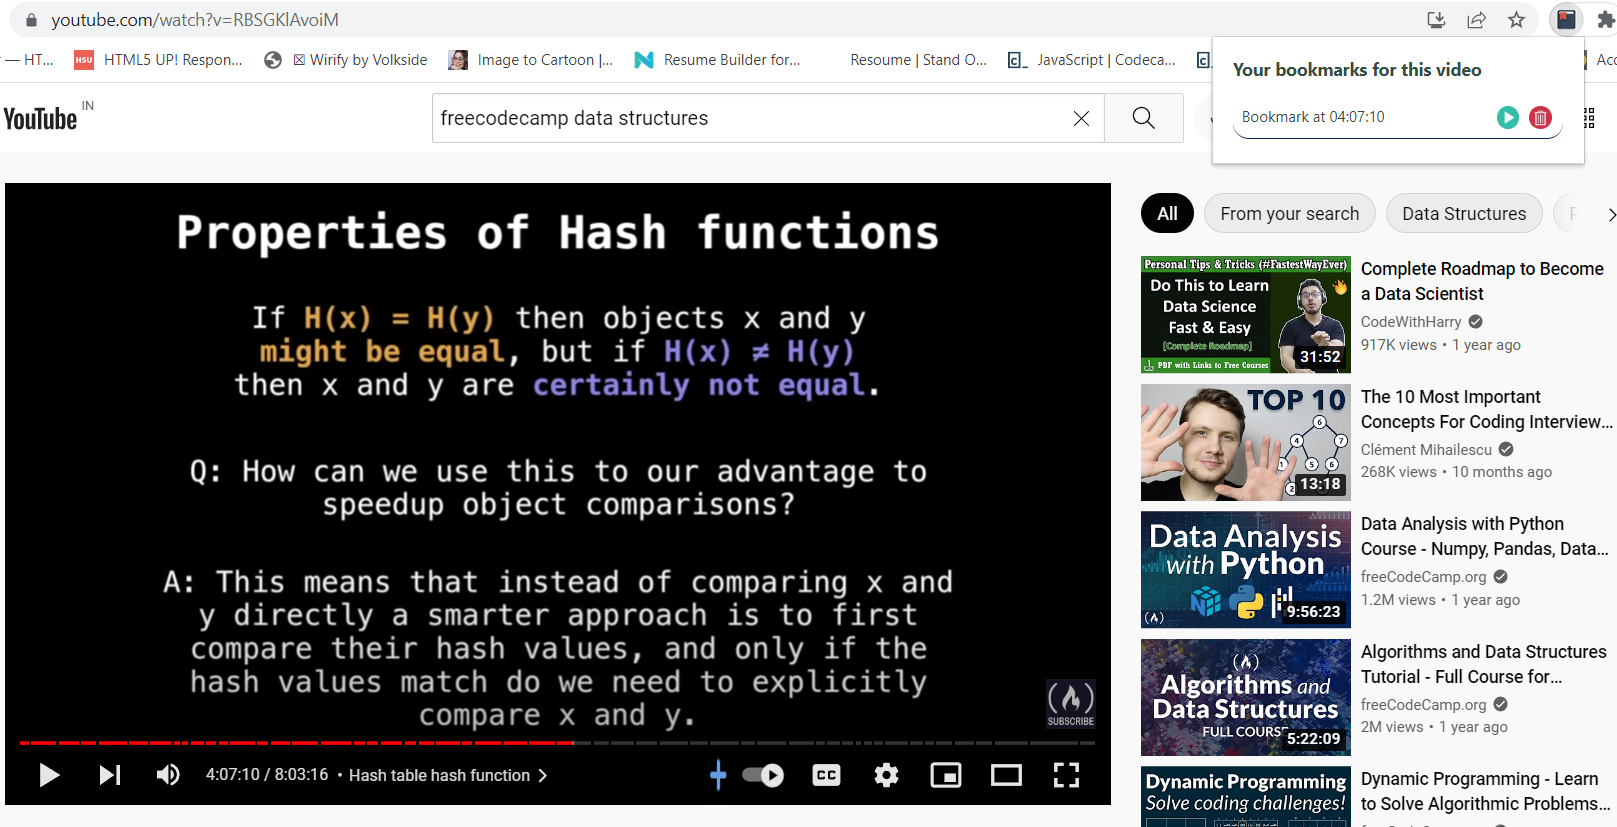 youtube.com/watch?v=RBSGKlAvoiM
— HT...
HSU
HTML5 UP! Respon...
Wirify by Volkside
Image to Cartoon |...
Resume Builder for...
Resoume | Stand O...
JavaScript | Codeca...
Acc
Your bookmarks for this video
Bookmark at 04:07:10
YouTube IN
freecodecamp data structures
Properties of Hash functions
If H(x) = H(y) then objects x and y
might be equal, but if H(x) ≠ H(y)
then x and y are certainly not equal.
Q: How can we use this to our advantage to
speedup object comparisons?
A: This means that instead of comparing x and
y directly a smarter approach is to first
compare their hash values, and only if the
hash values match do we need to explicitly
compare x and y.
SUBSCRIBE
4:07:10 / 8:03:16 • Hash table hash function
CC
All
From your search
Data Structures
Personal Tips & Tricks (#FastestWayEver)
Do This to Learn
Data Science
Fast & Easy
[Complete Roadmap]
PDF with Links to Free Courses
31:52
Complete Roadmap to Become
a Data Scientist
CodeWithHarry
917K views • 1 year ago
TOP 10
6
4
7
1
5
6
2
13:18
The 10 Most Important
Concepts For Coding Interview...
Clément Mihailescu
268K views • 10 months ago
Data Analysis
with Python
9:56:23
Data Analysis with Python
Course - Numpy, Pandas, Data...
freeCodeCamp.org
1.2M views • 1 year ago
Algorithms and
Data Structures
FULL COURS
5:22:09
Algorithms and Data Structures
Tutorial - Full Course for...
freeCodeCamp.org
2M views • 1 year ago
Dynamic Programming
Solve coding challenges!
Dynamic Programming - Learn
to Solve Algorithmic Problems...